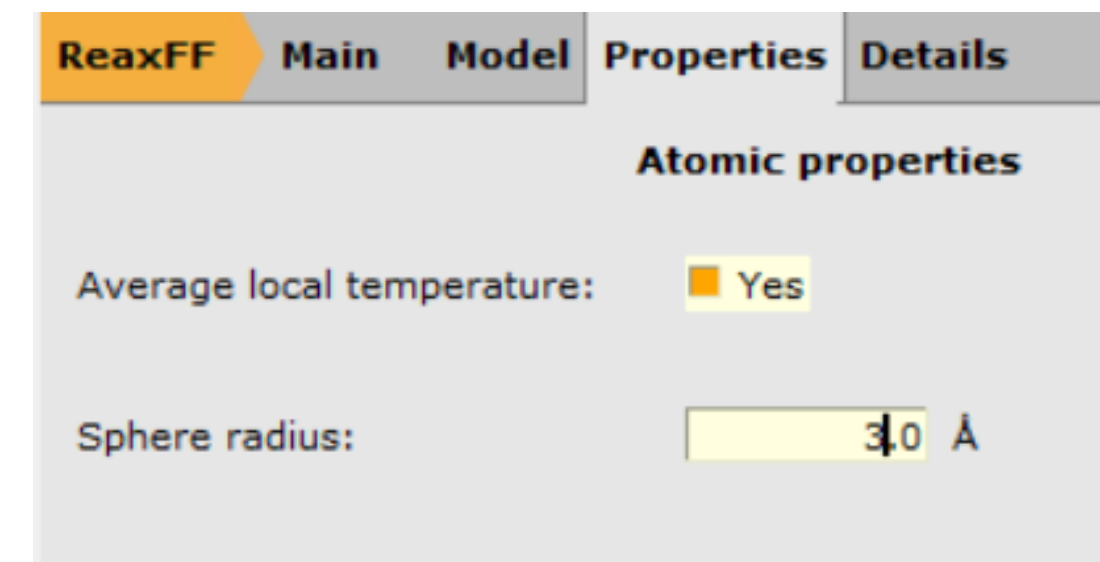 ReaxFF Main Model Properties Details
Atomic properties
Average local temperature: Yes
Sphere radius: 3.0 Å